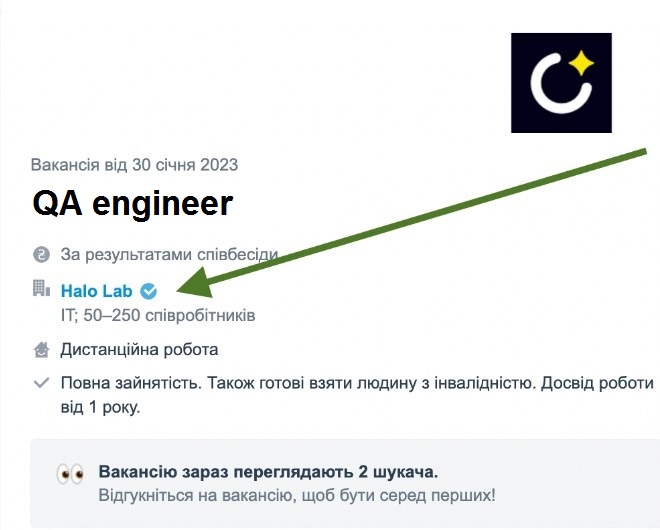 Вакансія від 30 січня 2023
QA engineer
За результатами співбесіди
Halo Lab
IT; 50–250 співробітників
Дистанційна робота
Повна зайнятість. Також готові взяти людину з інвалідністю. Досвід роботи
від 1 року.
Вакансію зараз переглядають 2 шукача.
Відгукніться на вакансію, щоб бути серед перших!